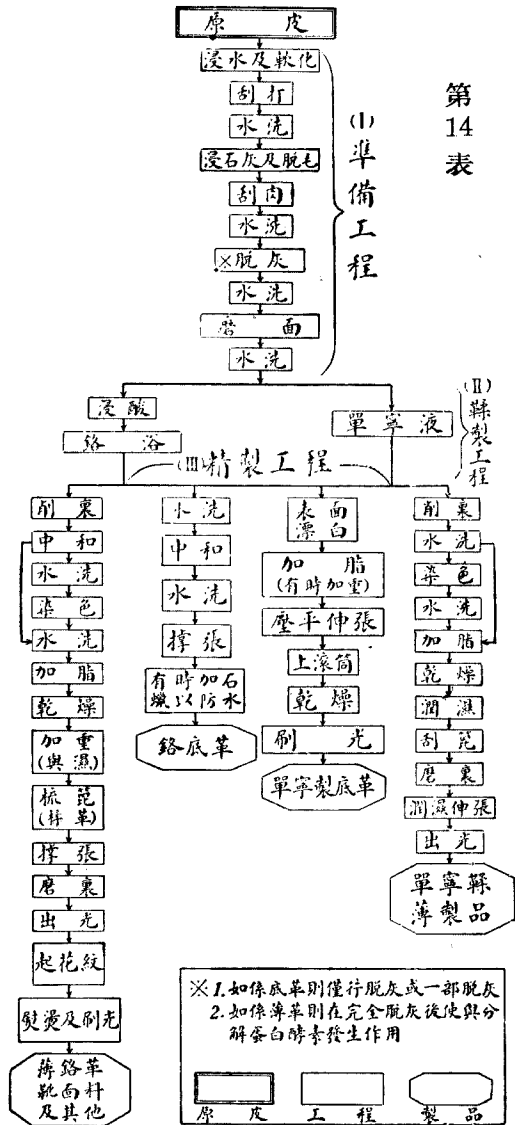 第14表
原皮
浸水及軟化
刮打
水洗
浸石灰及脫毛
刮肉
水洗
※脫灰
水洗
磨面
水洗
(I)準備工程
浸酸
鉻浴
單寧液
(II)鞣製工程
(III)精製工程
削裏
中和
水洗
染色
水洗
加脂
乾燥
加重
(與濕)
梳箆
撑張
磨裏
出光
起花紋
熨燙及刷光
薄鉻革
靴面料
及其他
水洗
中和
水洗
撑張
有時加石
蠟以防水
鉻底革
表面
漂白
加脂
(有時加重)
壓平伸張
上滾筒
乾燥
刷光
單寧製底革
削裏
水洗
染色
水洗
加脂
乾燥
潤濕
刮箆
磨裏
潤濕伸張
出光
單寧鞣
薄製品
※1.如係底革則僅行脫灰或一部脫灰
2.如係薄革則在完全脫灰後使與分
解蛋白酵素發生作用
原皮
工程
製品